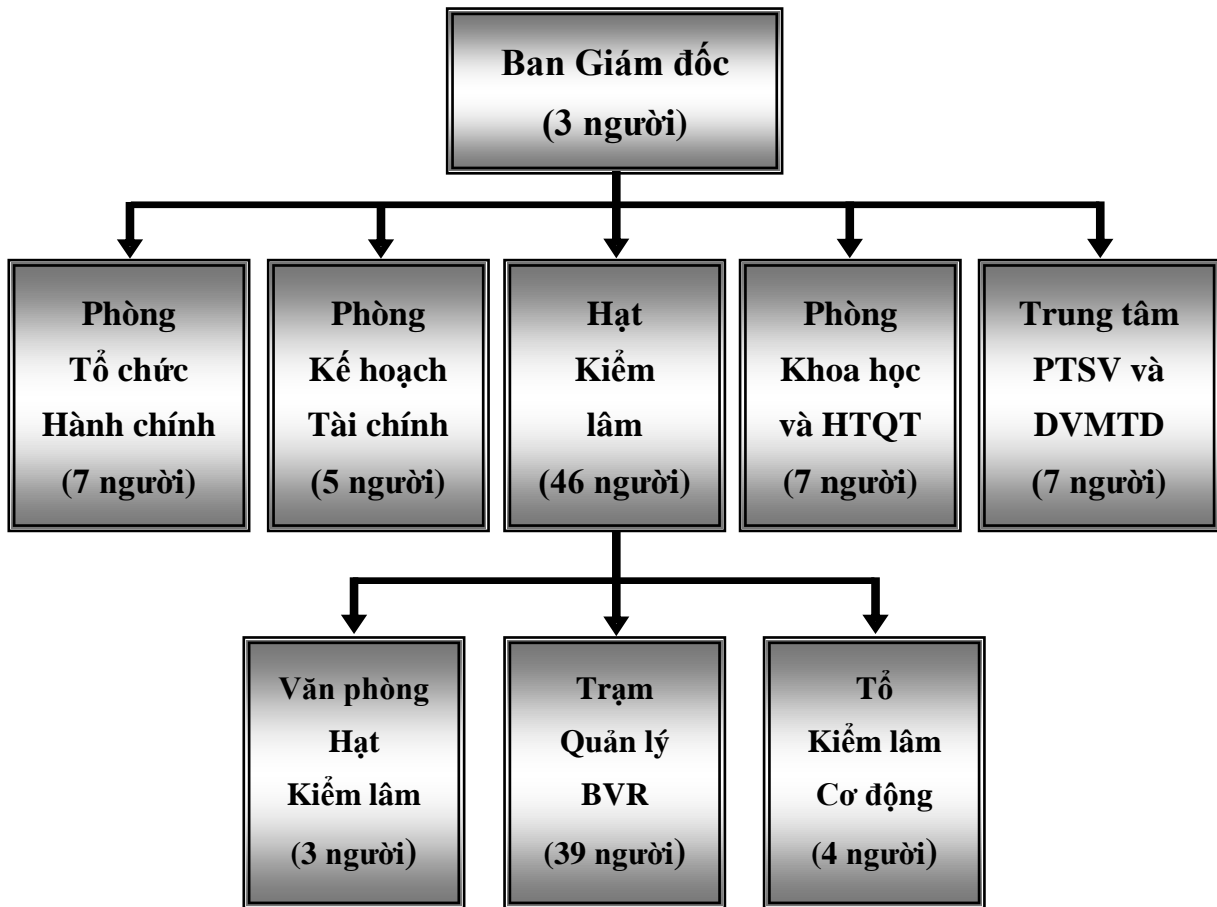 Ban Giám đốc
(3 người)
Phòng
Tổ chức
Hành chính
(7 người)
Phòng
Kế hoạch
Tài chính
(5 người)
Hạt
Kiểm
lâm
(46 người)
Phòng
Khoa học
và HTQT
(7 người)
Trung tâm
PTSV và
DVMTD
(7 người)
Văn phòng
Hạt
Kiểm lâm
(3 người)
Trạm
Quản lý
BVR
(39 người)
Tổ
Kiểm lâm
Cơ động
(4 người)